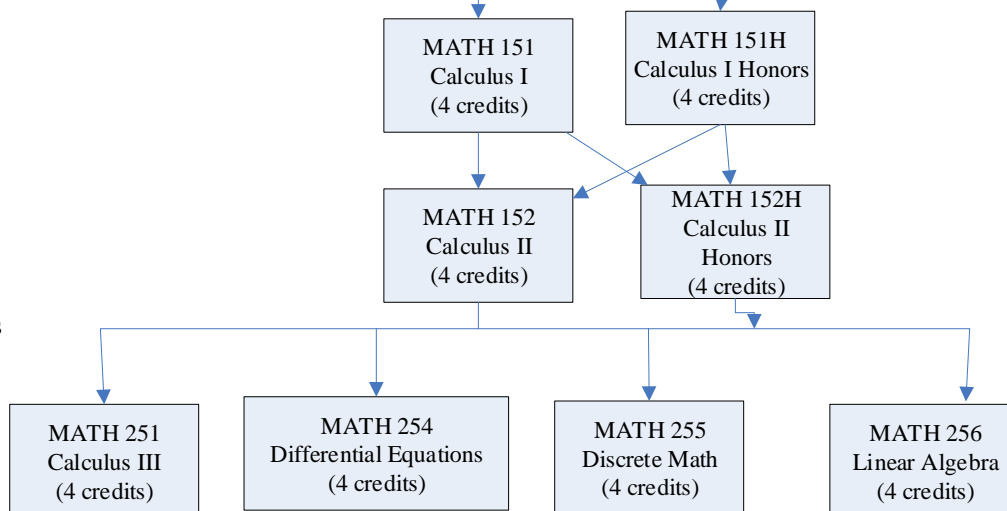 MATH 151
Calculus I
(4 credits)
MATH 151H
Calculus I Honors
(4 credits)
MATH 152
Calculus II
(4 credits)
MATH 152H
Calculus II
Honors
(4 credits)
s
MATH 251
Calculus III
(4 credits)
MATH 254
Differential Equations
(4 credits)
MATH 255
Discrete Math
(4 credits)
MATH 256
Linear Algebra
(4 credits)